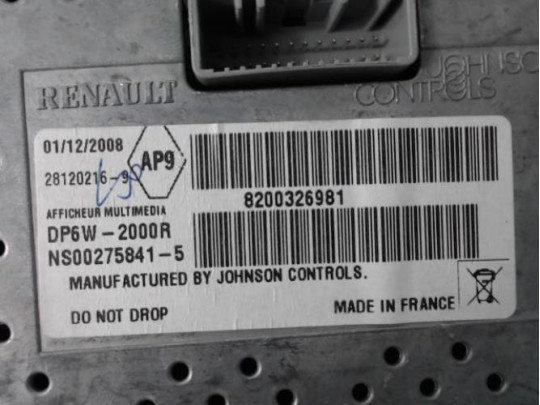 RENAULT
JOHNSON
CONTROLS
01/12/2008
AP9
28120216-9
8200326981
AFFICHEUR MULTIMEDIA
DP6W-2000R
NS00275841-5
MANUFACTURED BY JOHNSON CONTROLS.
DO NOT DROP
MADE IN FRANCE